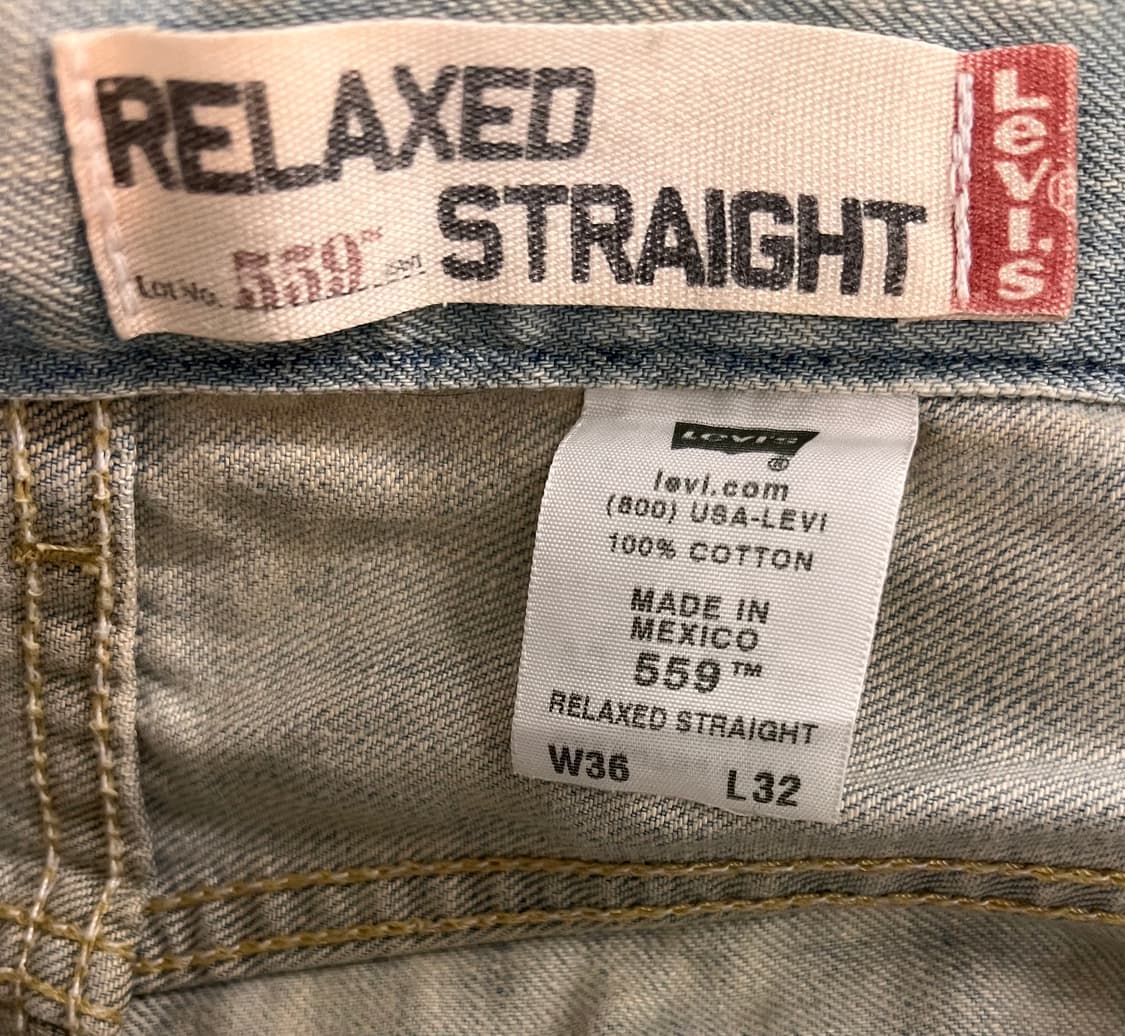 RELAXED
STRAIGHT
Lot No. 559™
Levi's®
LEVI'S
®
levi.com
(800) USA-LEVI
100% COTTON
MADE IN
MEXICO
559™
RELAXED STRAIGHT
W36 L32